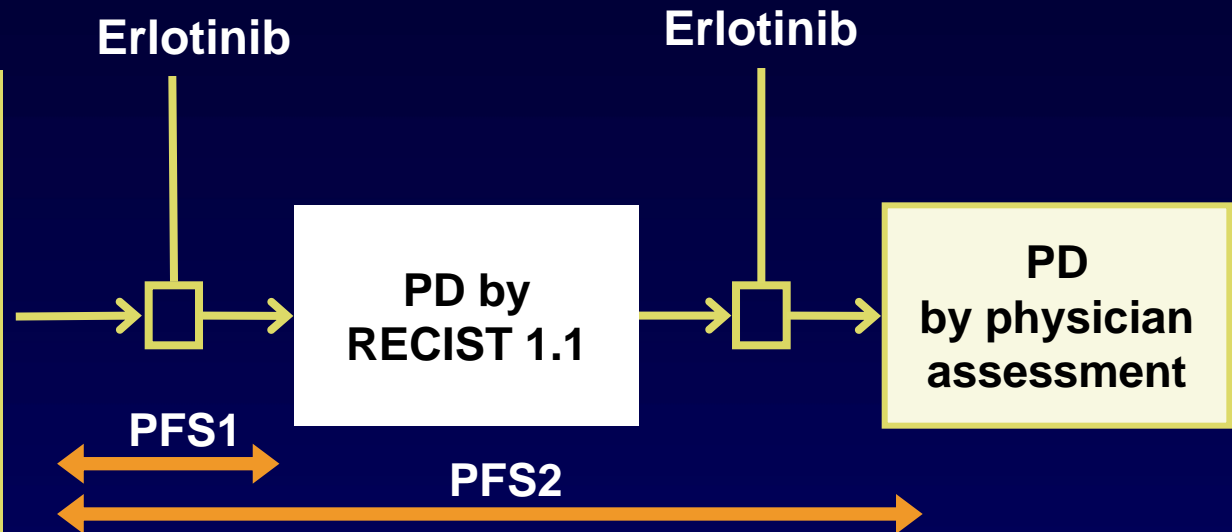 Erlotinib
Erlotinib
PD by
RECIST 1.1
PD
by physician
assessment
PFS1
PFS2